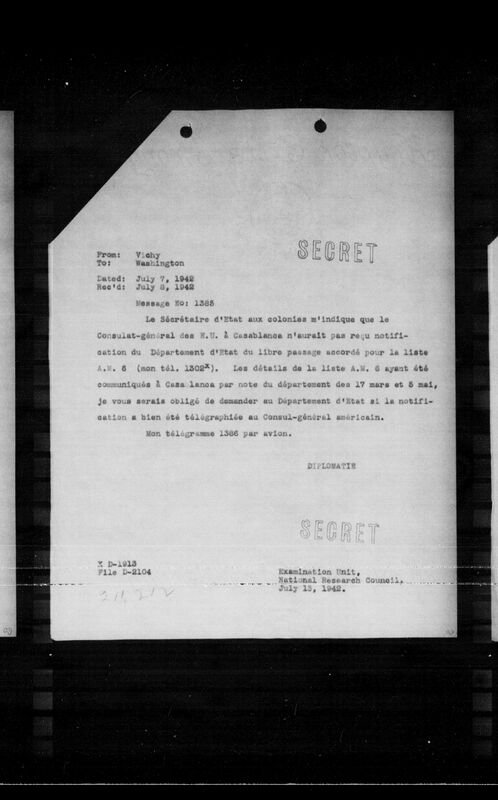 SECRET
From: Vichy
To: Washington
Dated: July 7, 1942
Rec'd: July 8, 1942
Message No: 1385
Le Sécrétaire d'Etat aux colonies m'indique que le
Consulat-général des E.U. à Casablanca n'aurait pas reçu notifi-
cation du Département d'Etat du libre passage accordé pour la liste
A.M. 6 (mon tél. 1302X). Les détails de la liste A.M. 6 ayant été
communiqués à Casa lanca par note du département des 17 mars et 5 mai,
je vous serais obligé de demander au Département d'Etat si la notifi-
cation a bien été télégraphiée au Consul-général américain.
Mon télégramme 1386 par avion.
DIPLOMATIE
SECRET
X D-1913
File D-2104
Examination Unit,
National Research Council,
July 13, 1942.